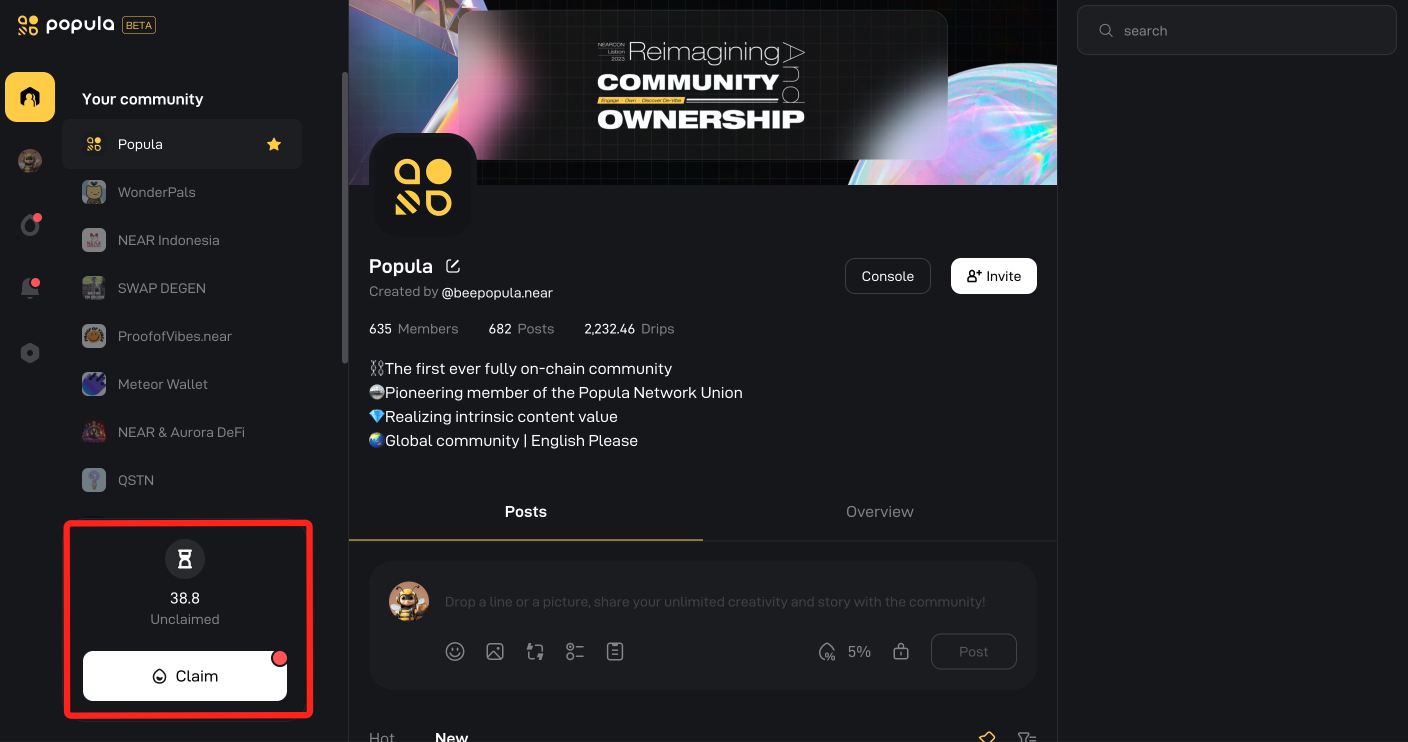 popula BETA
Your community
Popula
WonderPals
NEAR Indonesia
SWAP DEGEN
ProofofVibes.near
Meteor Wallet
NEAR & Aurora DeFi
QSTN
38.8
Unclaimed
Claim
NEARCON
Lisbon
2023
Reimagining
And
COMMUNITY
Engage · Own · Discover De-Vibe
OWNERSHIP
Popula
Created by @beepopula.near
Console
Invite
635 Members 682 Posts 2,232.46 Drips
The first ever fully on-chain community
Pioneering member of the Popula Network Union
Realizing intrinsic content value
Global community | English Please
Posts Overview
Drop a line or a picture, share your unlimited creativity and story with the community!
5% Post
Hot New
search